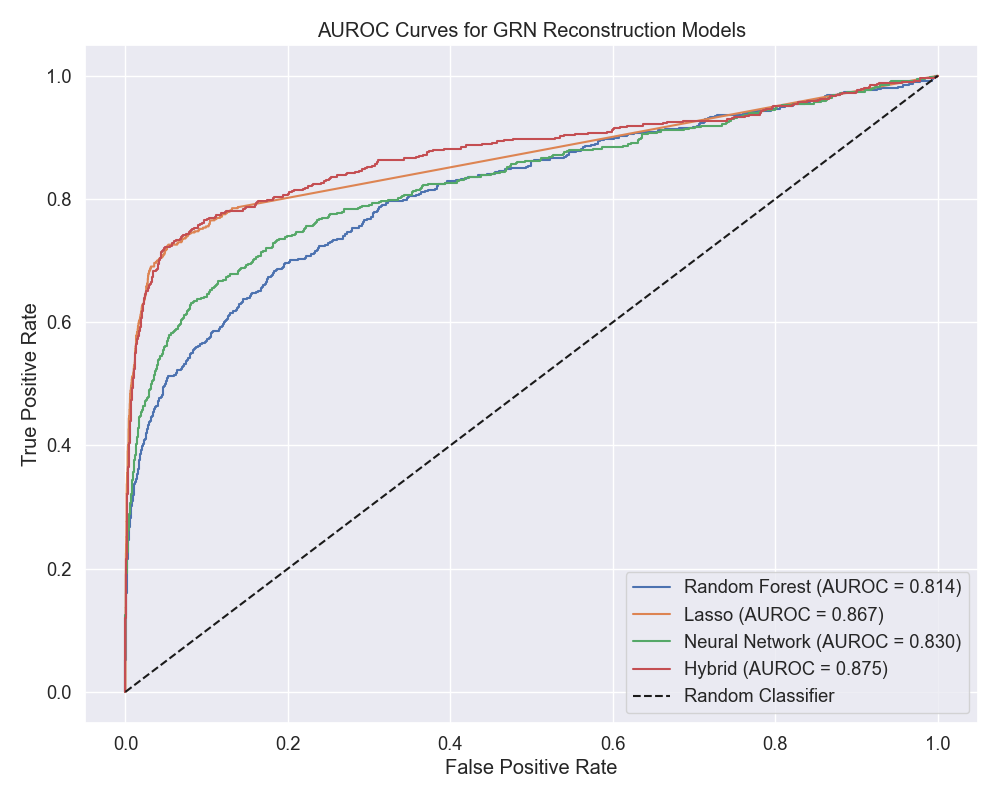 AUROC Curves for GRN Reconstruction Models
True Positive Rate
1.0
0.8
0.6
0.4
0.2
0.0
0.0 0.2 0.4 0.6 0.8 1.0
False Positive Rate
Random Forest (AUROC = 0.814)
Lasso (AUROC = 0.867)
Neural Network (AUROC = 0.830)
Hybrid (AUROC = 0.875)
Random Classifier